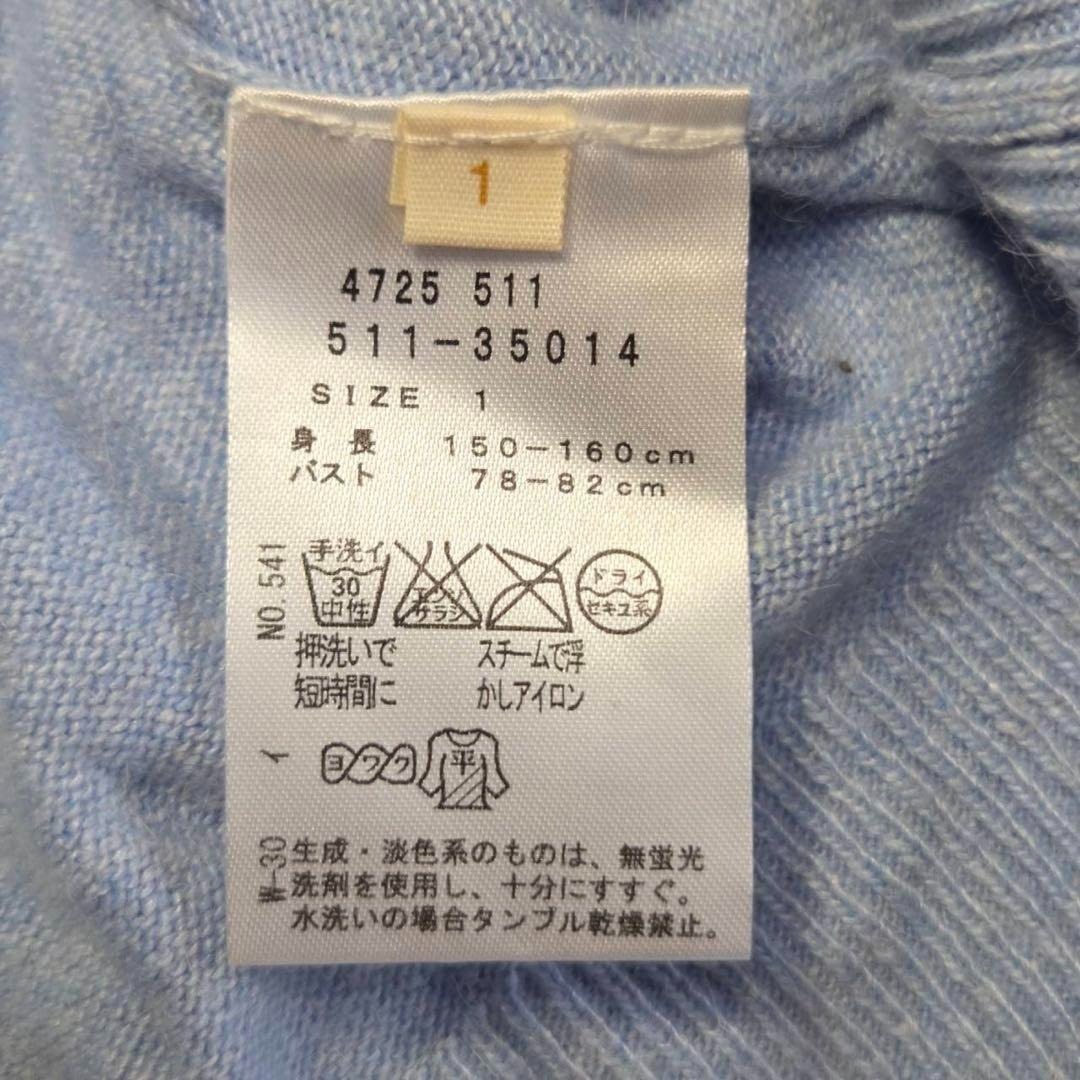 1
4725 511
511-35014
SIZE 1
身長 150-160cm
バスト 78-82cm
手洗イ
30
中性
エンソ
サラシ
ドライ
セキユ系
押洗いで
短時間に
スチームで浮
かしアイロン
ヨワク
平
生成・淡色系のものは、無蛍光
洗剤を使用し、十分にすすぐ。
水洗いの場合タンブル乾燥禁止。
NO.541
イ
W-30